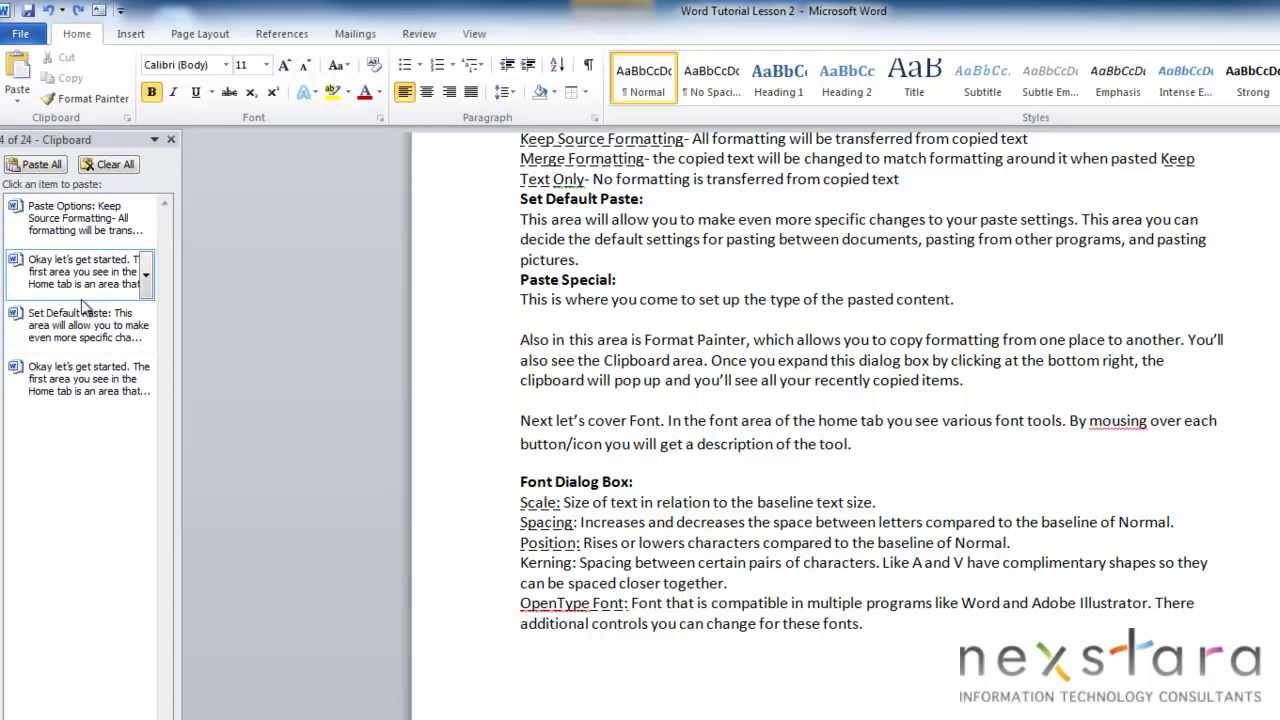 Word Tutorial Lesson 2 - Microsoft Word
File Home Insert Page Layout References Mailings Review View
Cut
Copy
Paste
Format Painter
Clipboard
Calibri (Body) 11
Font
Paragraph
AaBbCcDc AaBbCcDc AaBbC AaBbCc AaB AaBbCc. AaBbCcDc AaBbCcDc AaBbCcDc AaBbCcDc
¶ Normal ¶ No Spaci... Heading 1 Heading 2 Title Subtitle Subtle Em... Emphasis Intense E... Strong
Styles
4 of 24 - Clipboard
Paste All Clear All
Click an item to paste:
Paste Options: Keep
Source Formatting- All
formatting will be trans...
Okay let's get started. T
first area you see in the
Home tab is an area that
Set Default Paste: This
area will allow you to make
even more specific cha...
Okay let's get started. The
first area you see in the
Home tab is an area that...
Keep Source Formatting- All formatting will be transferred from copied text
Merge Formatting- the copied text will be changed to match formatting around it when pasted Keep
Text Only- No formatting is transferred from copied text
Set Default Paste:
This area will allow you to make even more specific changes to your paste settings. This area you can
decide the default settings for pasting between documents, pasting from other programs, and pasting
pictures.
Paste Special:
This is where you come to set up the type of the pasted content.
Also in this area is Format Painter, which allows you to copy formatting from one place to another. You'll
also see the Clipboard area. Once you expand this dialog box by clicking at the bottom right, the
clipboard will pop up and you'll see all your recently copied items.
Next let's cover Font. In the font area of the home tab you see various font tools. By mousing over each
button/icon you will get a description of the tool.
Font Dialog Box:
Scale: Size of text in relation to the baseline text size.
Spacing: Increases and decreases the space between letters compared to the baseline of Normal.
Position: Rises or lowers characters compared to the baseline of Normal.
Kerning: Spacing between certain pairs of characters. Like A and V have complimentary shapes so they
can be spaced closer together.
OpenType Font: Font that is compatible in multiple programs like Word and Adobe Illustrator. There
additional controls you can change for these fonts.
nexstara
INFORMATION TECHNOLOGY CONSULTANTS